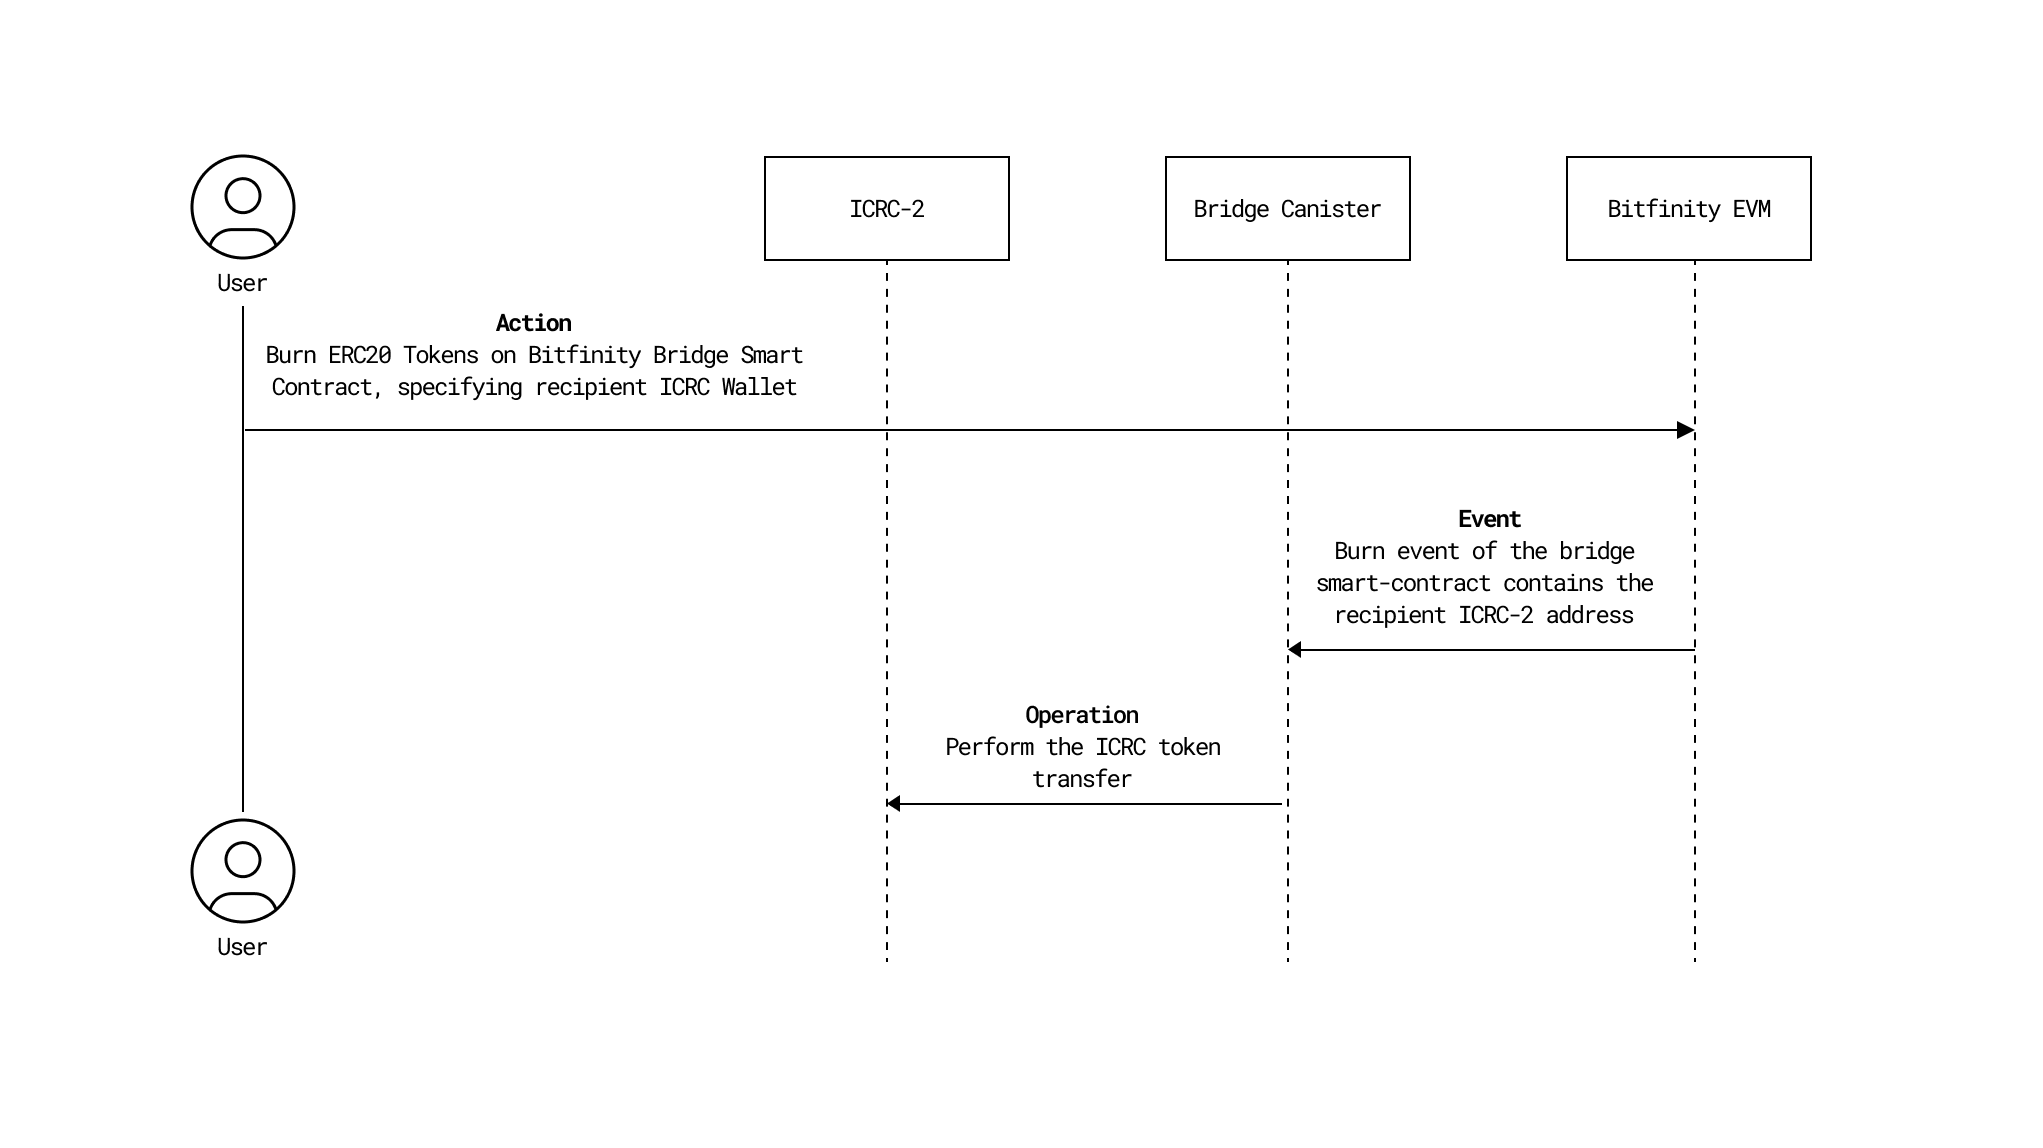 ICRC-2
Bridge Canister
Bitfinity EVM
User
Action
Burn ERC20 Tokens on Bitfinity Bridge Smart
Contract, specifying recipient ICRC Wallet
Event
Burn event of the bridge
smart-contract contains the
recipient ICRC-2 address
Operation
Perform the ICRC token
transfer
User